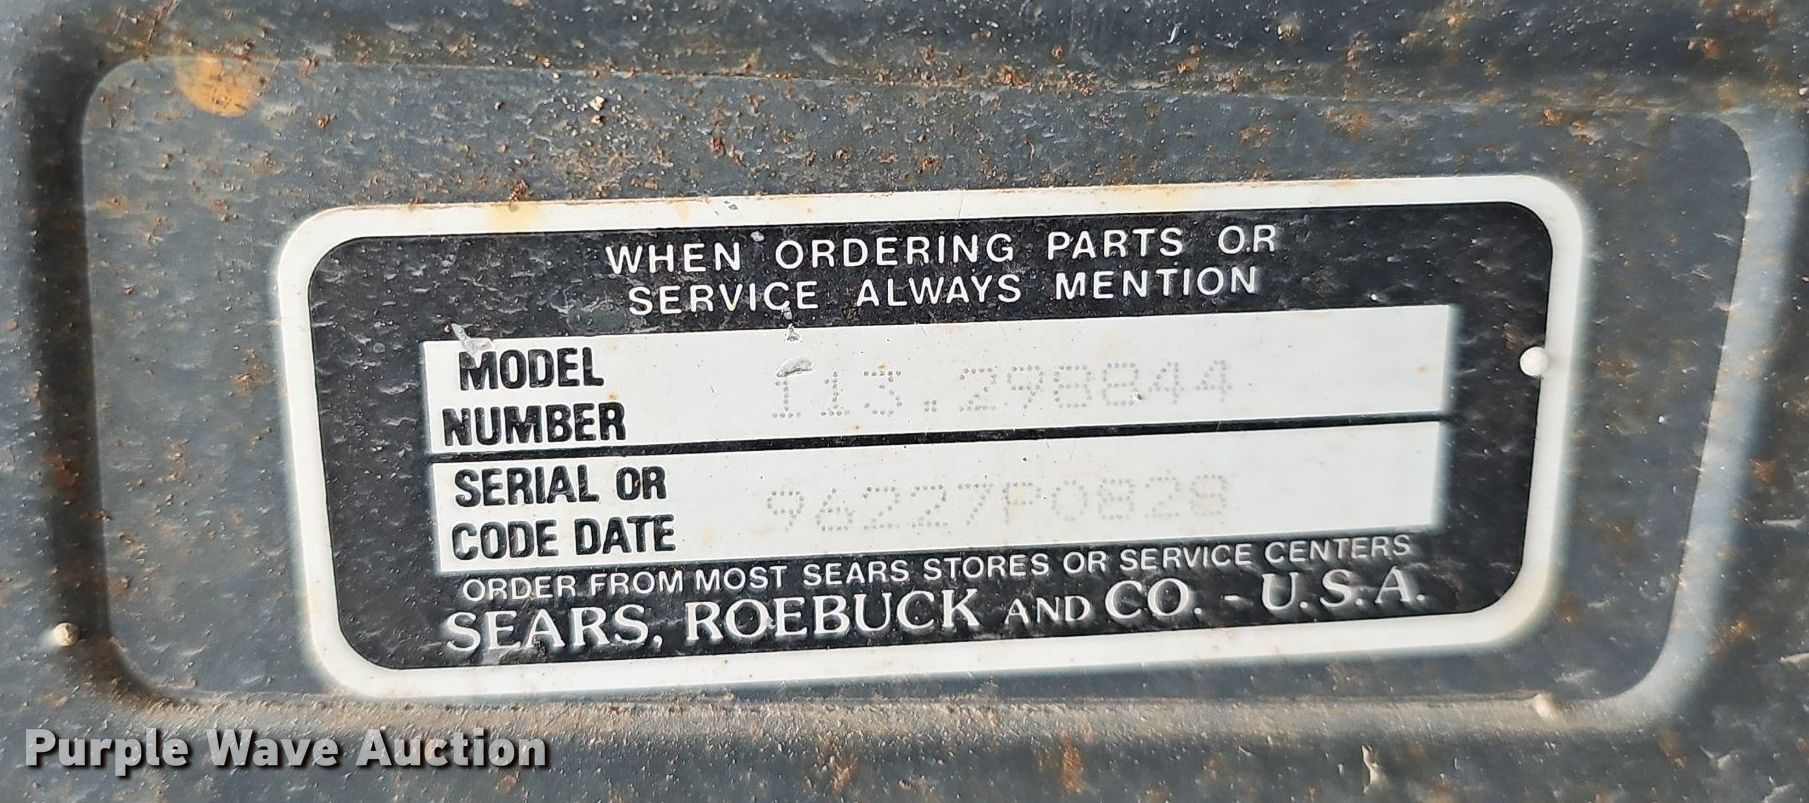 WHEN ORDERING PARTS OR
SERVICE ALWAYS MENTION
MODEL
NUMBER
113.298844
SERIAL OR
CODE DATE
96227P0828
ORDER FROM MOST SEARS STORES OR SERVICE CENTERS
SEARS, ROEBUCK AND CO. - U.S.A.
Purple Wave Auction